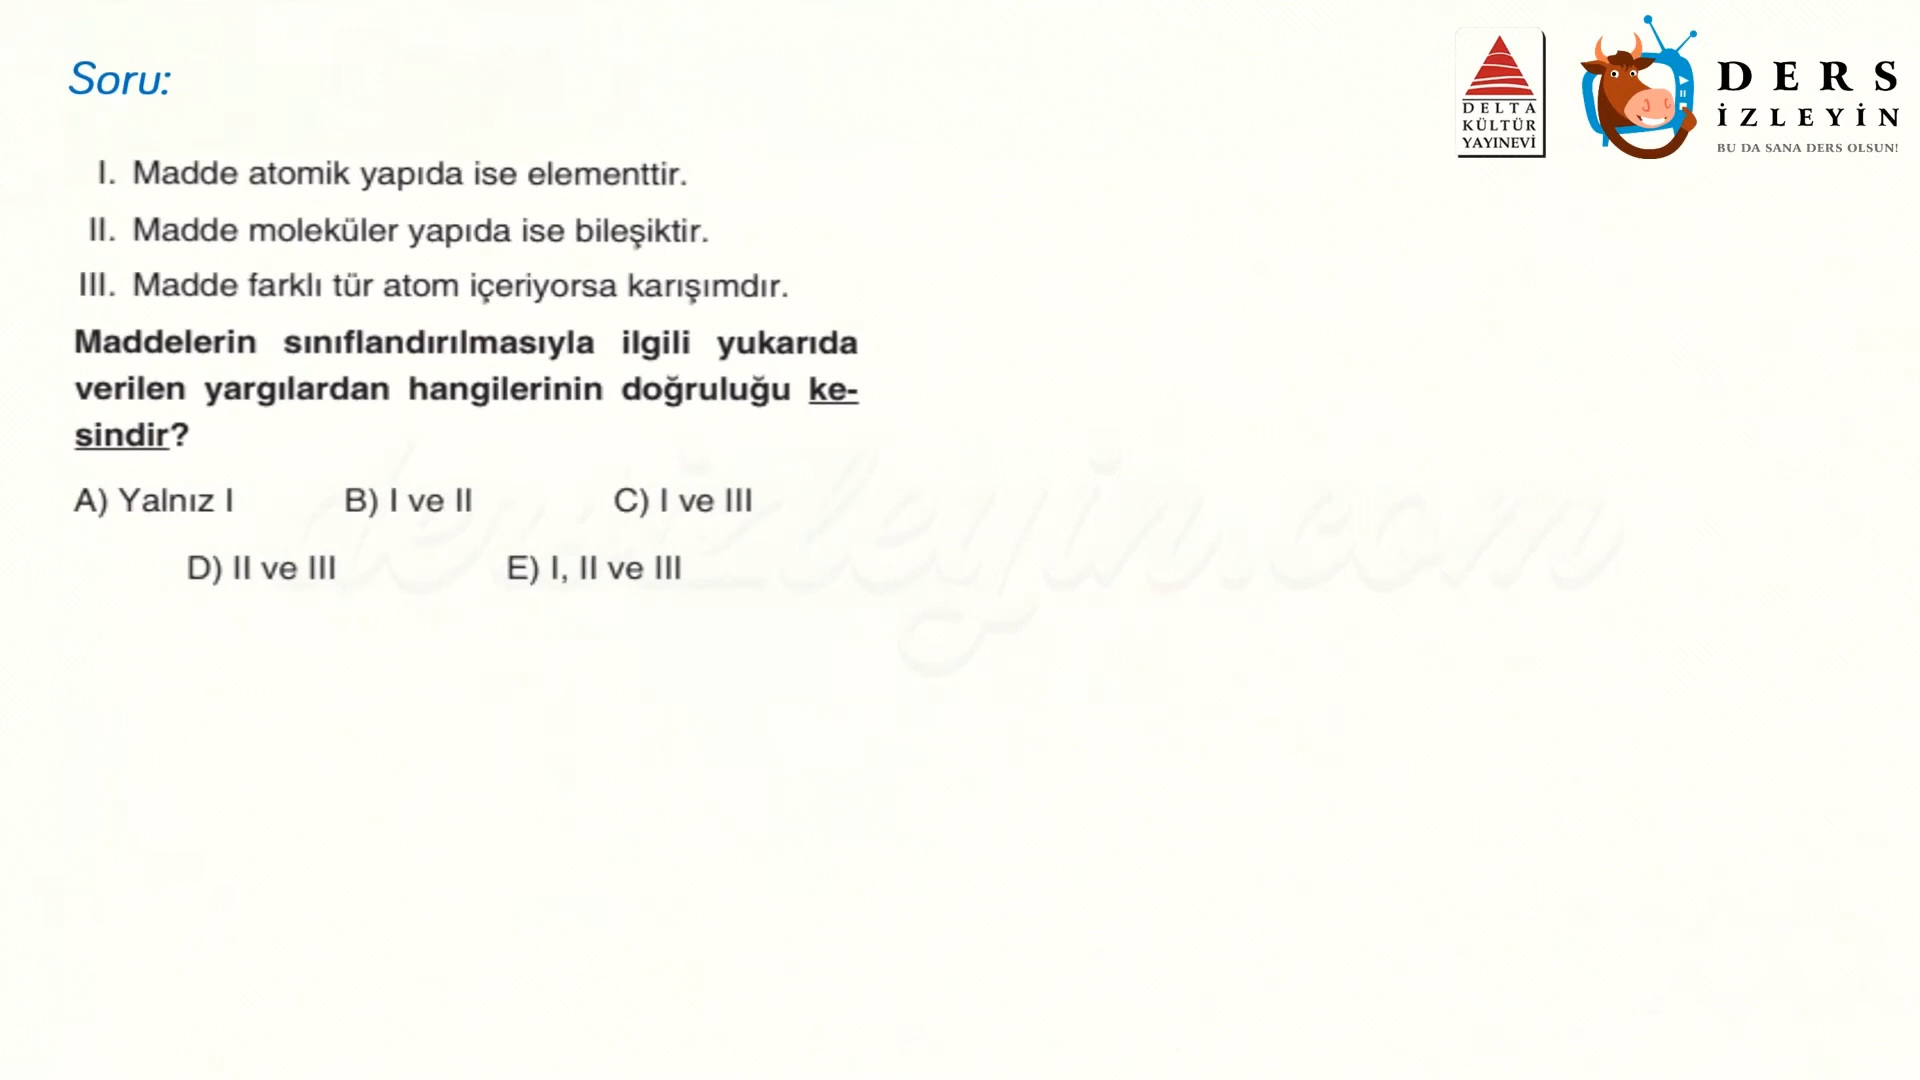 Soru:
DELTA
KÜLTÜR
YAYINEVİ
DERS
İZLEYİN
BU DA SANA DERS OLSUN!
I. Madde atomik yapıda ise elementtir.
II. Madde moleküler yapıda ise bileşiktir.
III. Madde farklı tür atom içeriyorsa karışımdır.
Maddelerin sınıflandırılmasıyla ilgili yukarıda
verilen yargılardan hangilerinin doğruluğu ke-
sindir?
A) Yalnız I B) I ve II C) I ve III
D) II ve III E) I, II ve III
dersizleyin.com